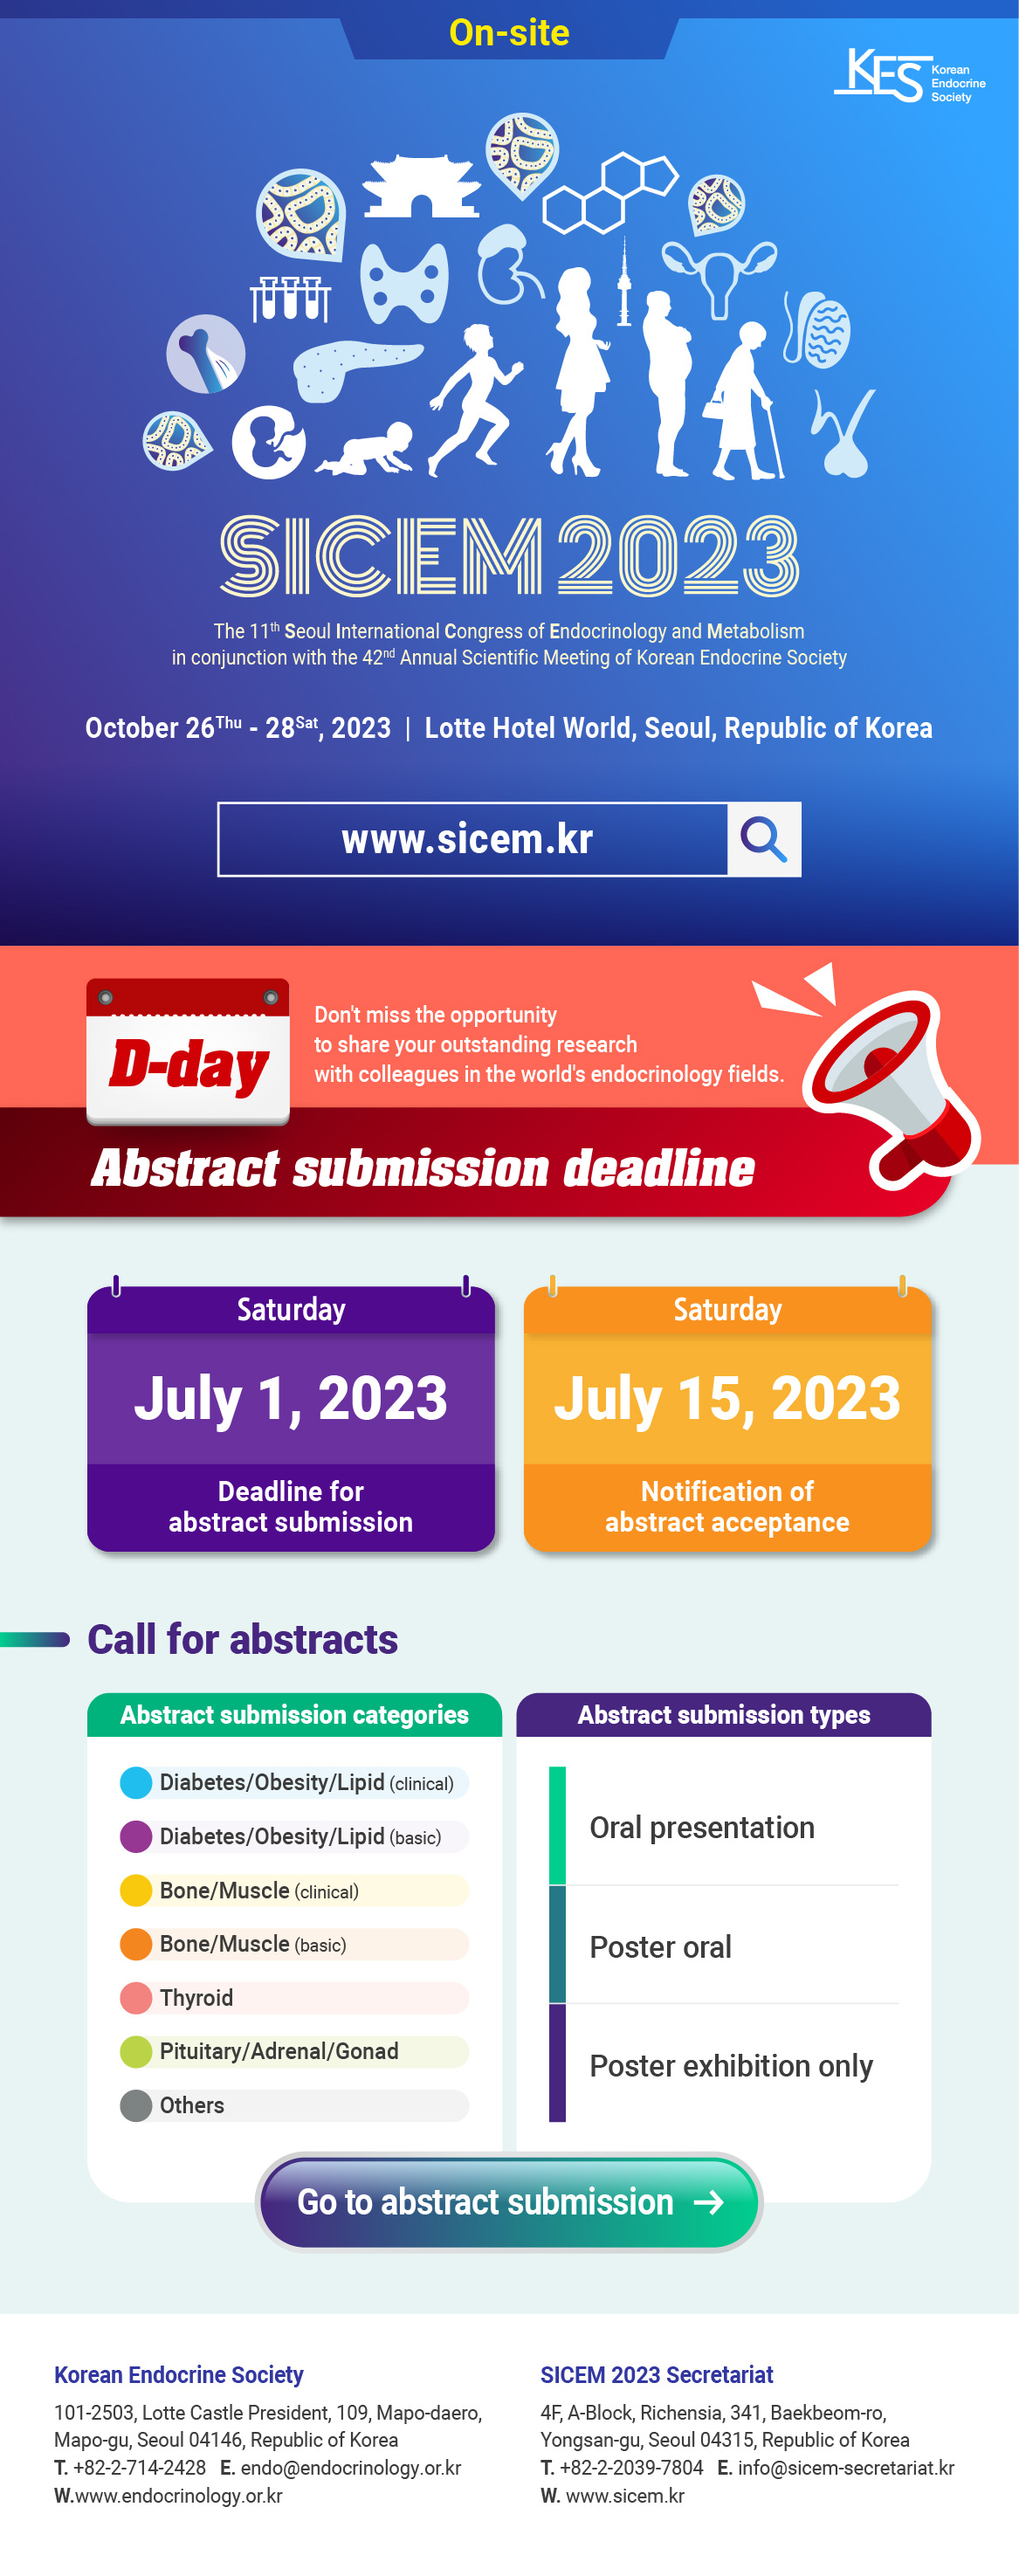 On-site
KES Korean
Endocrine
Society
SICEM 2023
The 11th Seoul International Congress of Endocrinology and Metabolism
in conjunction with the 42nd Annual Scientific Meeting of Korean Endocrine Society
October 26Thu - 28Sat, 2023 | Lotte Hotel World, Seoul, Republic of Korea
www.sicem.kr
D-day
Don't miss the opportunity
to share your outstanding research
with colleagues in the world's endocrinology fields.
Abstract submission deadline
Saturday
July 1, 2023
Deadline for
abstract submission
Saturday
July 15, 2023
Notification of
abstract acceptance
Call for abstracts
Abstract submission categories
Diabetes/Obesity/Lipid (clinical)
Diabetes/Obesity/Lipid (basic)
Bone/Muscle (clinical)
Bone/Muscle (basic)
Thyroid
Pituitary/Adrenal/Gonad
Others
Abstract submission types
Oral presentation
Poster oral
Poster exhibition only
Go to abstract submission →
Korean Endocrine Society
101-2503, Lotte Castle President, 109, Mapo-daero,
Mapo-gu, Seoul 04146, Republic of Korea
T. +82-2-714-2428 E. endo@endocrinology.or.kr
W.www.endocrinology.or.kr
SICEM 2023 Secretariat
4F, A-Block, Richensia, 341, Baekbeom-ro,
Yongsan-gu, Seoul 04315, Republic of Korea
T. +82-2-2039-7804 E. info@sicem-secretariat.kr
W. www.sicem.kr